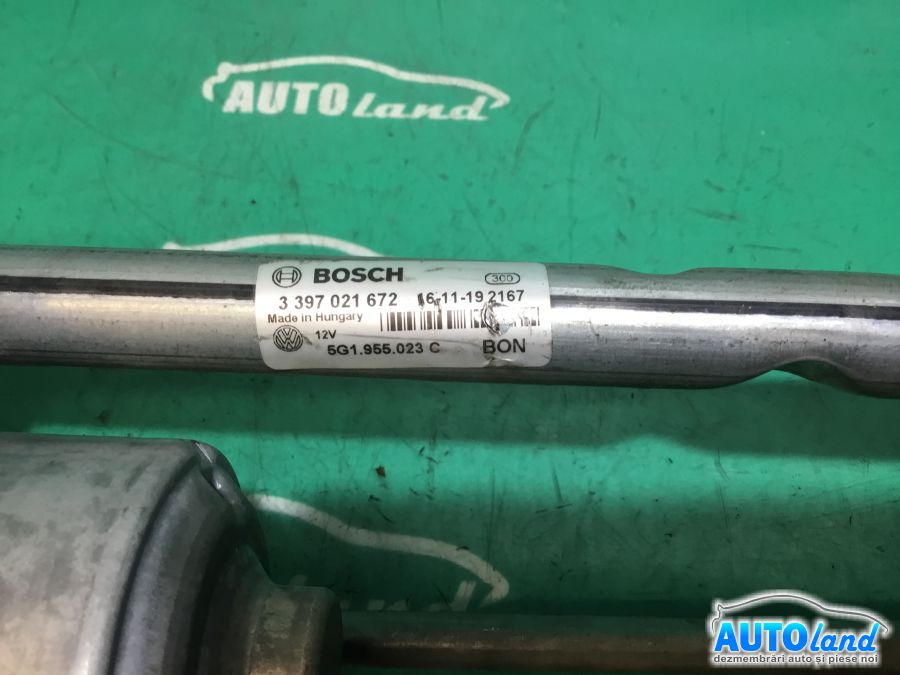 AUTOland
BOSCH 300
3 397 021 672 16-11-19 2167
Made in Hungary
12V
5G1.955.023 C BON
land
AUTOland
dezmembrări auto și piese noi